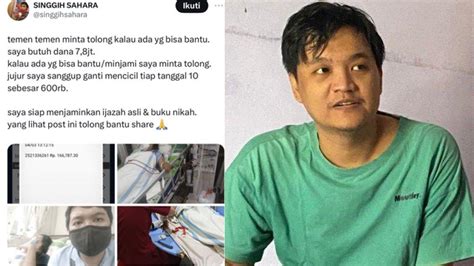 SINGGIH SAHARA
@singgihsahara
Ikuti
temen temen minta tolong kalau ada yg bisa bantu.
saya butuh dana 7,8jt.
kalau ada yg bisa bantu/minjami saya minta tolong.
jujur saya sanggup ganti mencicil tiap tanggal 10
sebesar 600rb.
saya siap menjaminkan ijazah asli & buku nikah.
yang lihat post ini tolong bantu share 🙏